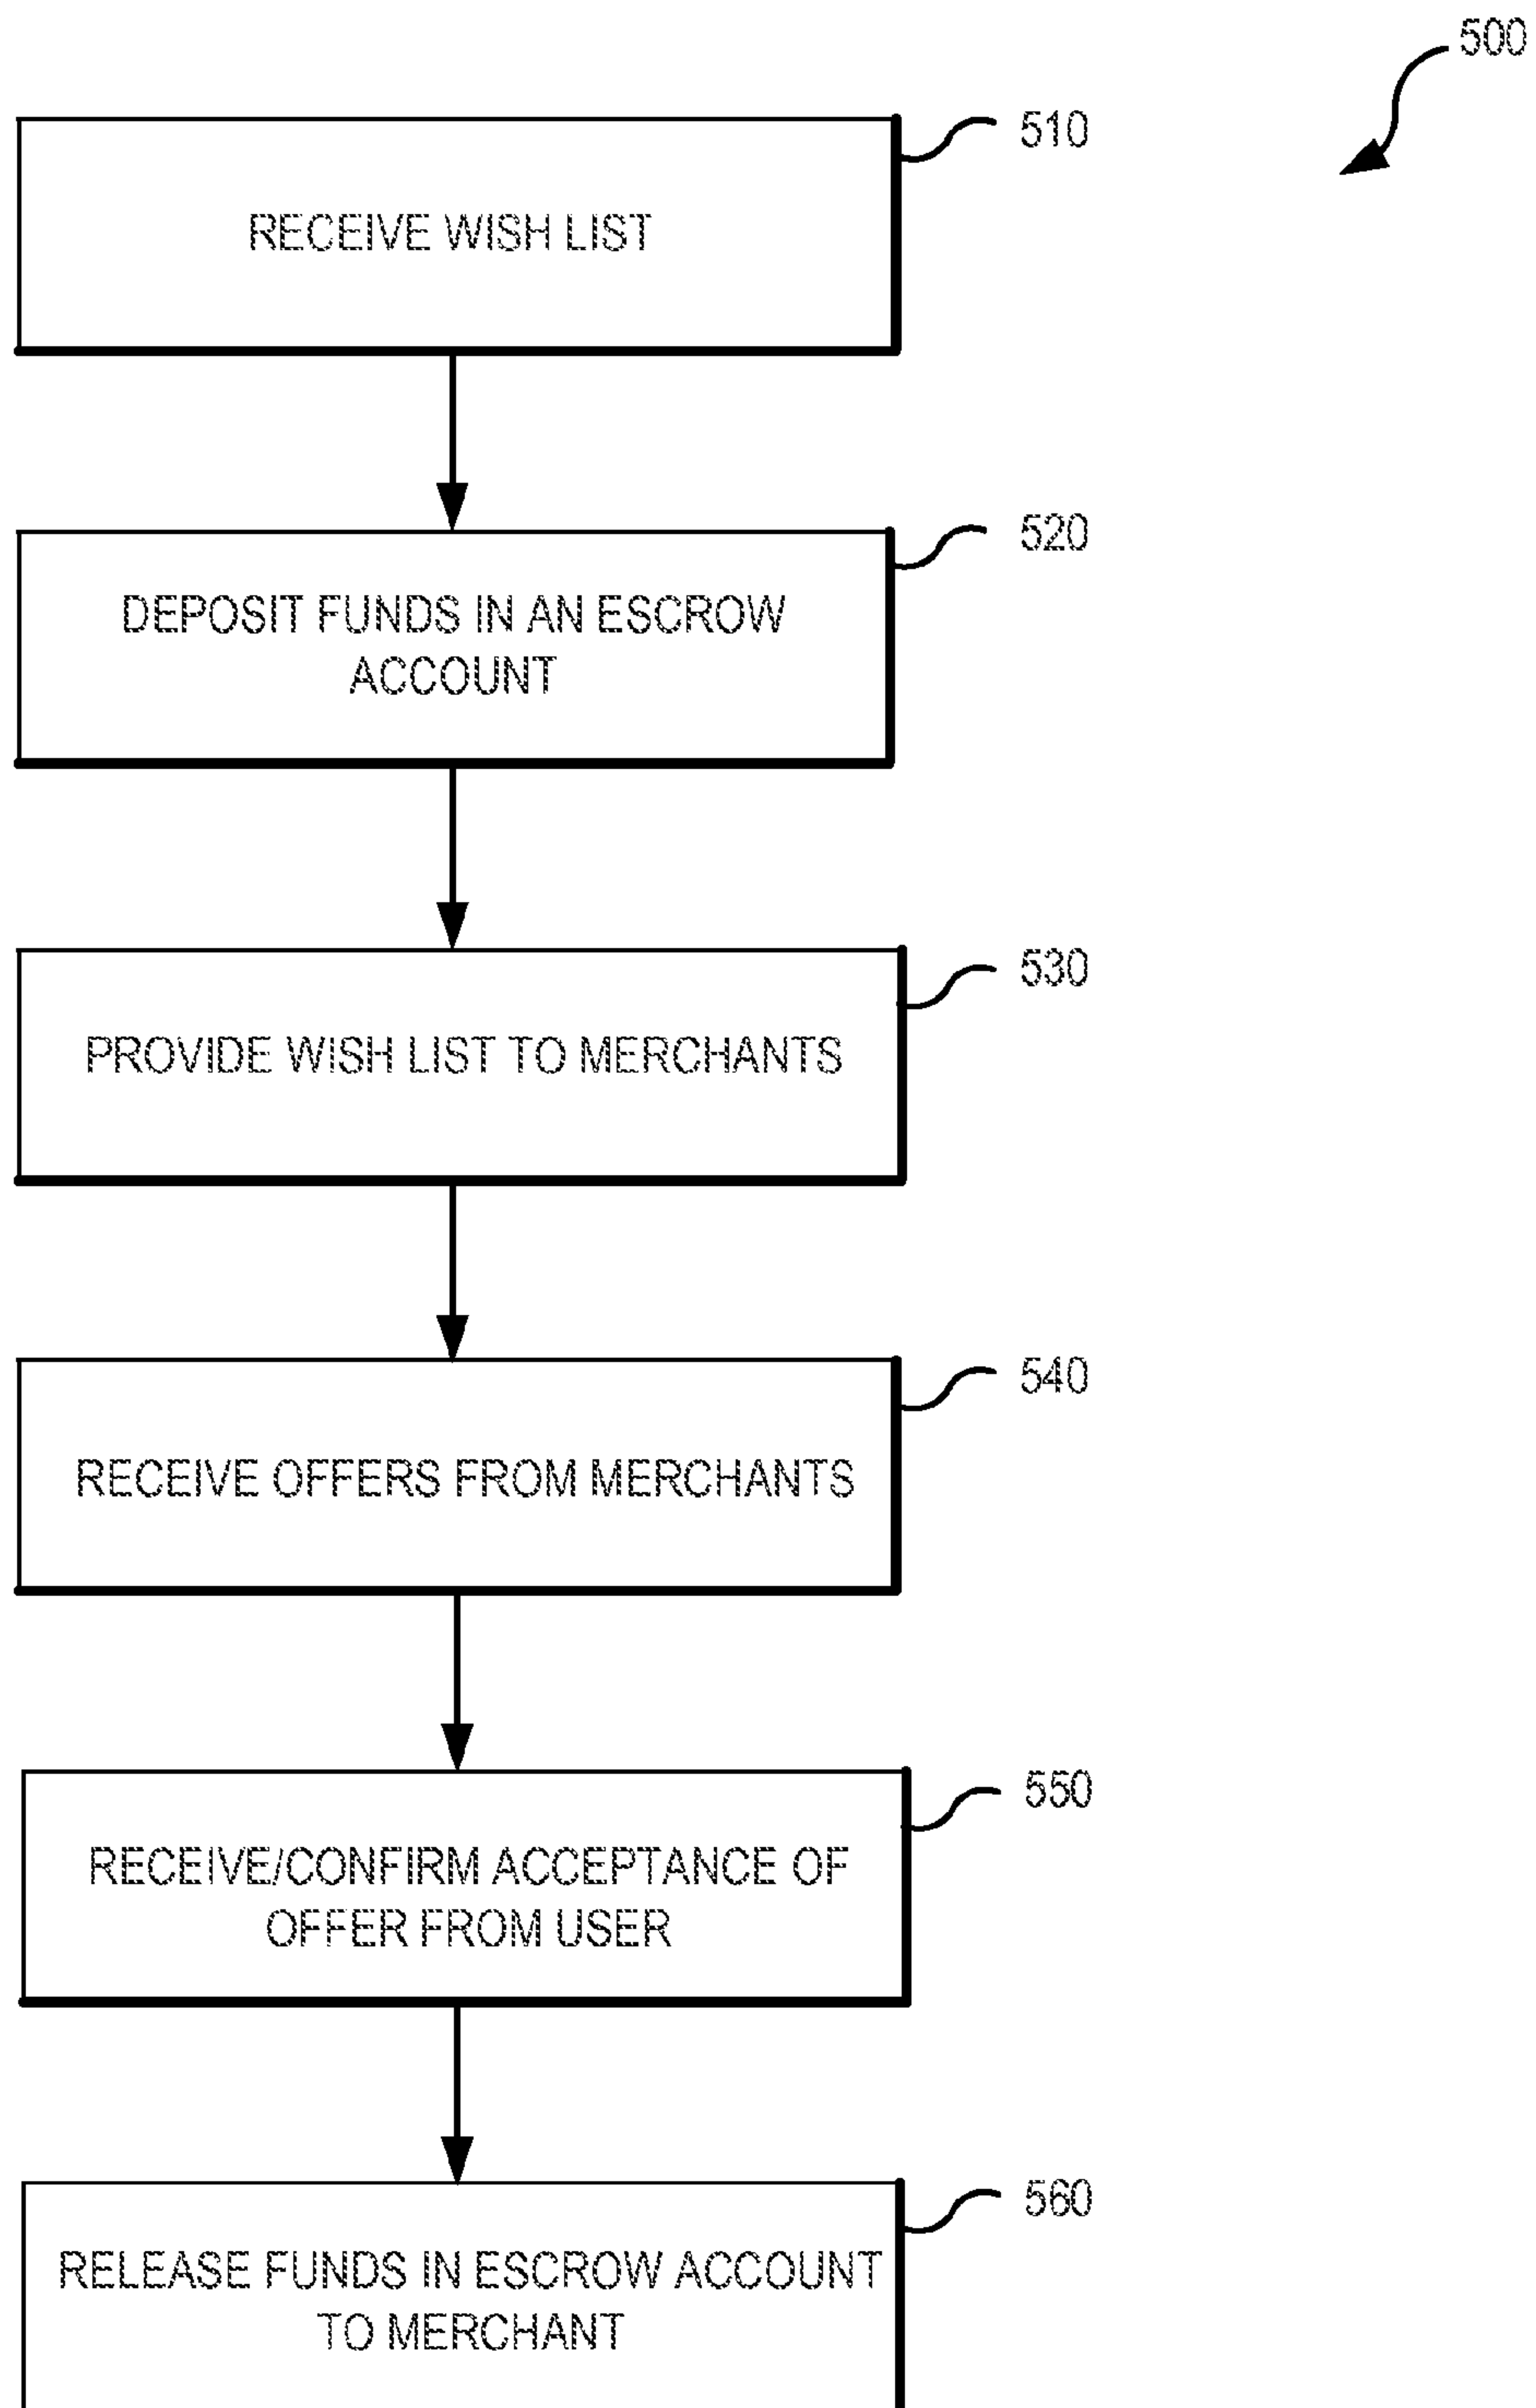 500
510
RECEIVE WISH LIST
520
DEPOSIT FUNDS IN AN ESCROW
ACCOUNT
530
PROVIDE WISH LIST TO MERCHANTS
540
RECEIVE OFFERS FROM MERCHANTS
550
RECEIVE/CONFIRM ACCEPTANCE OF
OFFER FROM USER
560
RELEASE FUNDS IN ESCROW ACCOUNT
TO MERCHANT